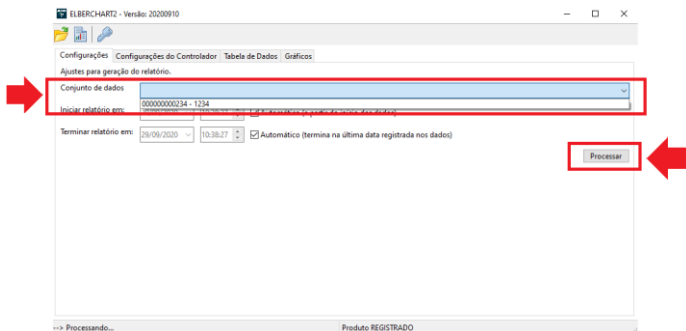 ELBERCHART2 - Versão: 20200910
Configurações Configurações do Controlador Tabela de Dados Gráficos
Ajustes para geração do relatório.
Conjunto de dados
000000000234 - 1234
Iniciar relatório em:
Terminar relatório em: 29/09/2020 10:38:27 Automático (termina na última data registrada nos dados)
Processar
--> Processando... Produto REGISTRADO